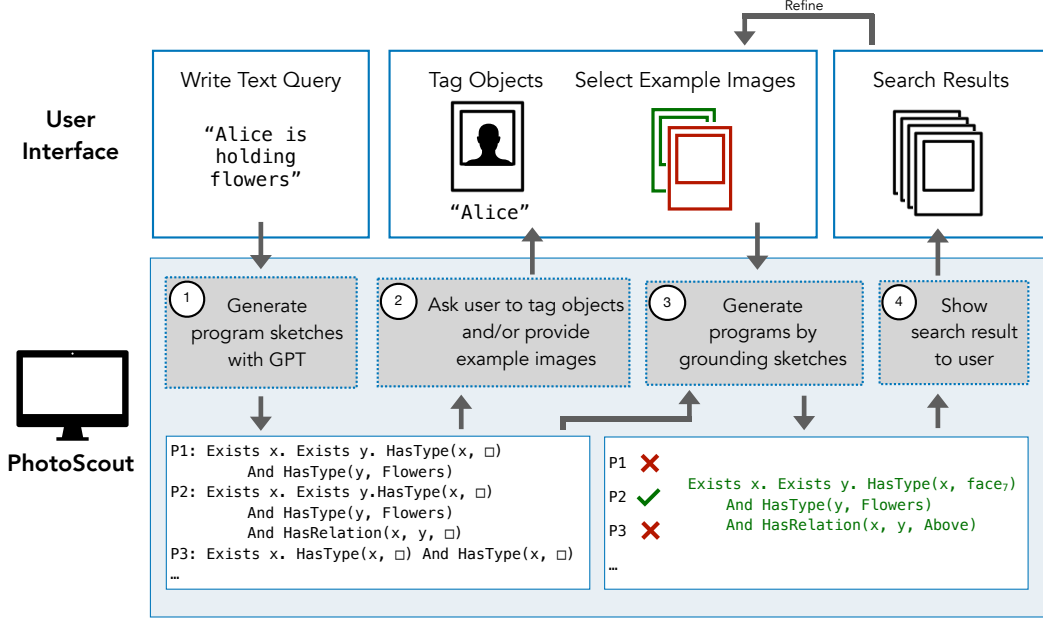 Refine
User
Interface
Write Text Query
“Alice is
holding
flowers”
Tag Objects
“Alice”
Select Example Images
Search Results
PhotoScout
1
Generate
program sketches
with GPT
2
Ask user to tag objects
and/or provide
example images
3
Generate
programs by
grounding sketches
4
Show
search result
to user
P1: Exists x. Exists y. HasType(x, □)
And HasType(y, Flowers)
P2: Exists x. Exists y.HasType(x, □)
And HasType(y, Flowers)
And HasRelation(x, y, □)
P3: Exists x. HasType(x, □) And HasType(x, □)
…
P1
P2
P3
…
Exists x. Exists y. HasType(x, face₇)
And HasType(y, Flowers)
And HasRelation(x, y, Above)